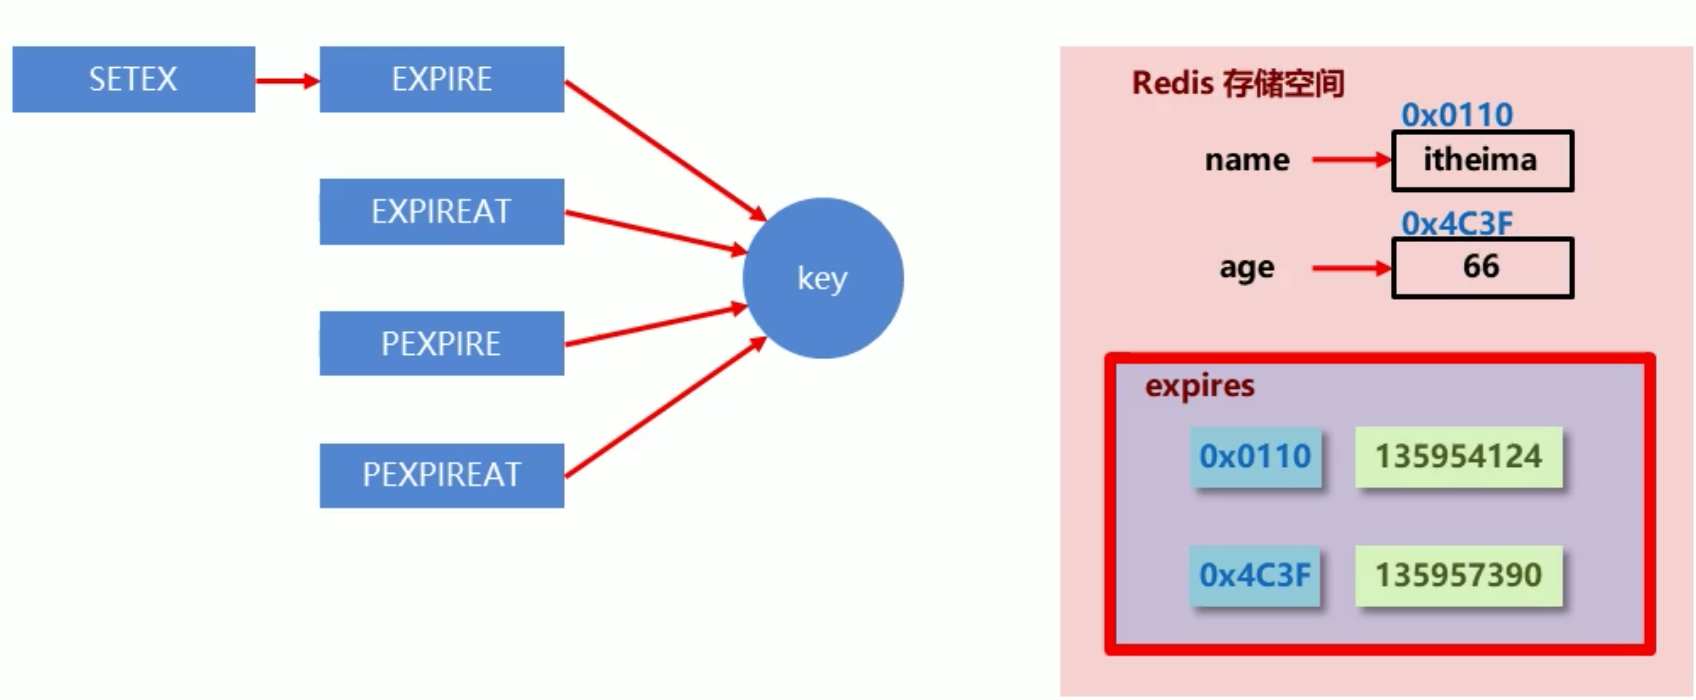 SETEX
EXPIRE
EXPIREAT
PEXPIRE
PEXPIREAT
key
Redis 存储空间
0x0110
name
itheima
0x4C3F
age
66
expires
0x0110 135954124
0x4C3F 135957390